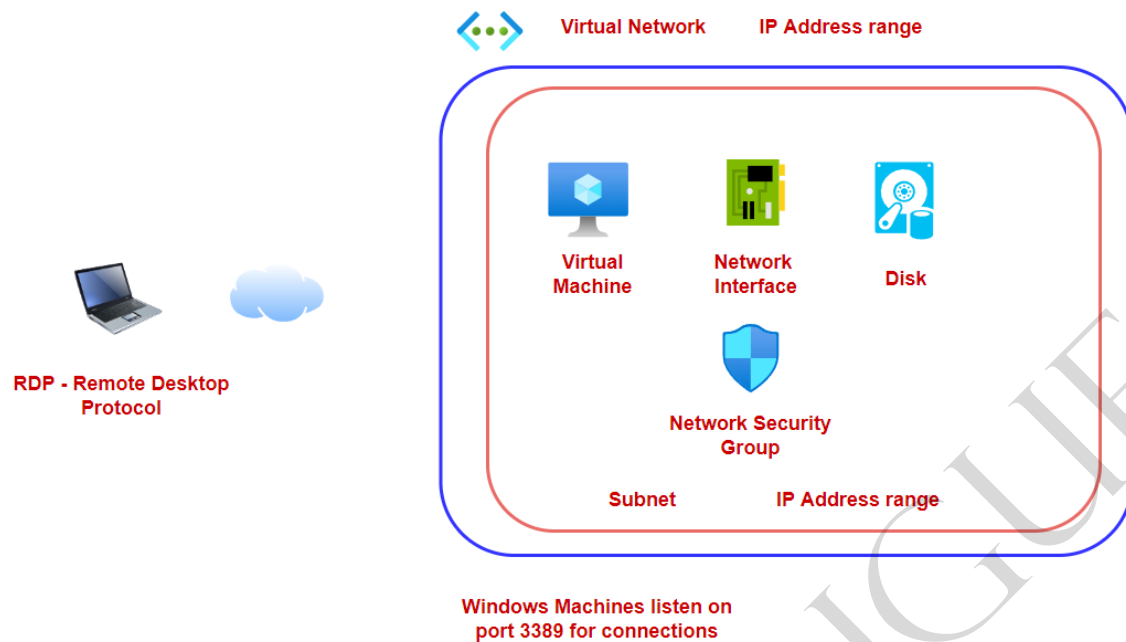 Virtual Network IP Address range
Virtual
Machine
Network
Interface
Disk
RDP - Remote Desktop
Protocol
Network Security
Group
Subnet IP Address range
Windows Machines listen on
port 3389 for connections